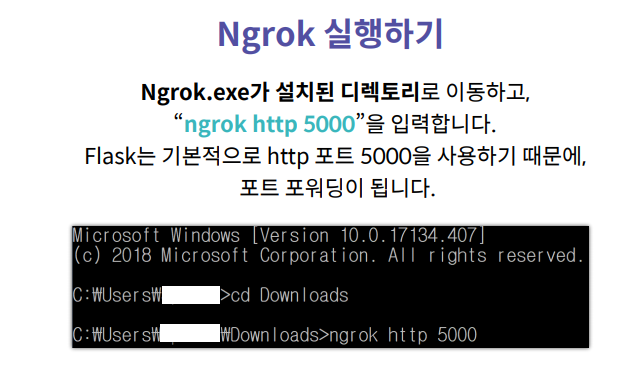 Ngrok 실행하기
Ngrok.exe가 설치된 디렉토리로 이동하고,
“ngrok http 5000”을 입력합니다.
Flask는 기본적으로 http 포트 5000을 사용하기 때문에,
포트 포워딩이 됩니다.
Microsoft Windows [Version 10.0.17134.407]
(c) 2018 Microsoft Corporation. All rights reserved.
C:₩Users₩ >cd Downloads
C:₩Users₩ ₩Downloads>ngrok http 5000